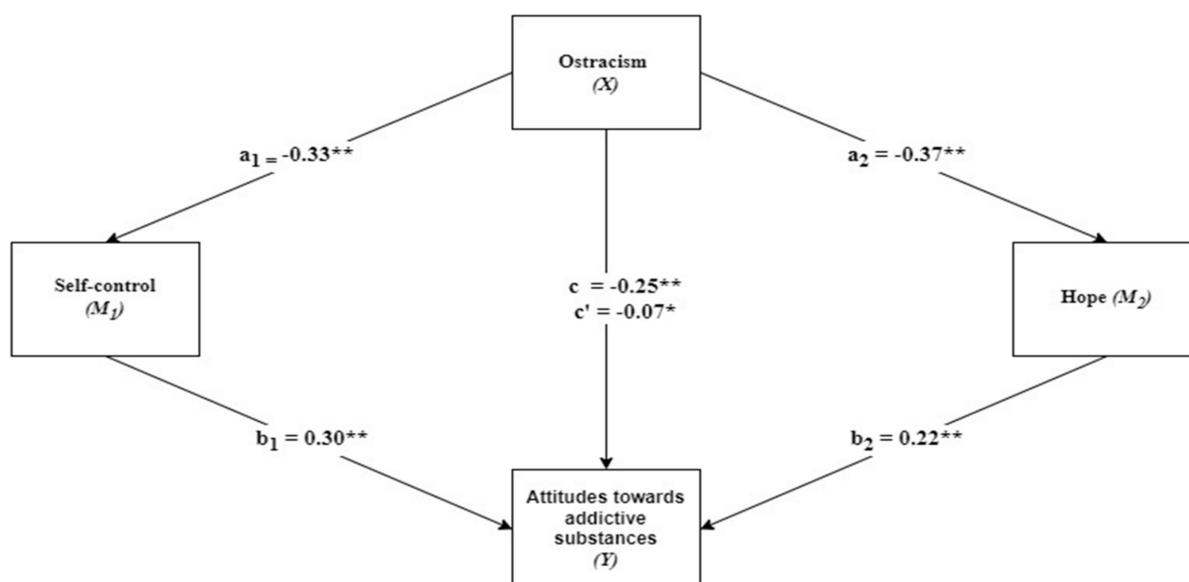 Ostracism
(X)
a1 = -0.33**
a2 = -0.37**
Self-control
(M1)
c = -0.25**
c' = -0.07*
Hope (M2)
b1 = 0.30**
b2 = 0.22**
Attitudes towards
addictive
substances
(Y)